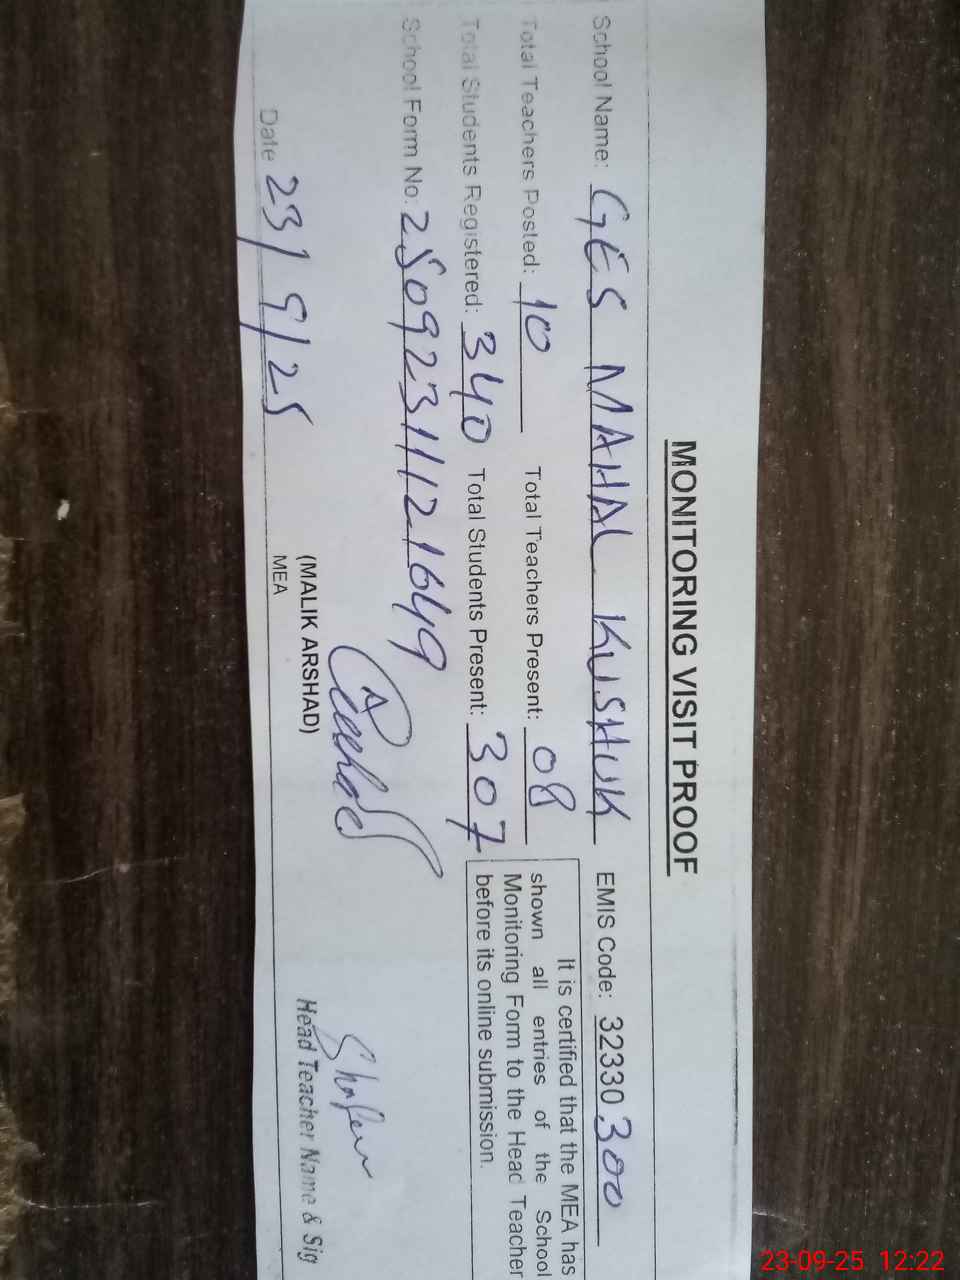 MONITORING VISIT PROOF
School Name: GES MAHAL KUSHUK EMIS Code: 32330300
Total Teachers Posted: 10 Total Teachers Present: 08
Total Students Registered: 340 Total Students Present: 307
It is certified that the MEA has
shown all entries of the School
Monitoring Form to the Head Teacher
before its online submission.
School Form No: 25092311121649
Date 23/9/25
(MALIK ARSHAD)
MEA
Head Teacher Name & Sig
23-09-25 12:22